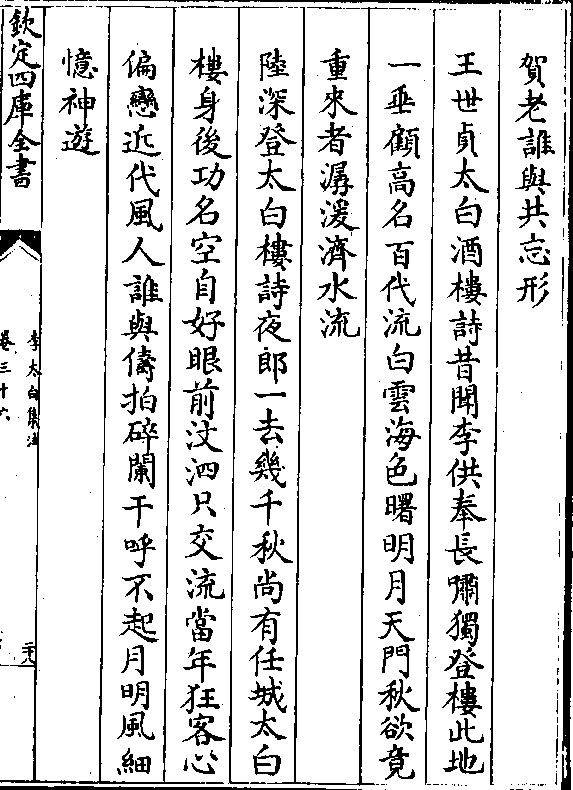 賀老誰與共忘形
王世貞太白酒樓詩昔聞李供奉長嘯獨登樓此地
一垂顧高名百代流白雲海色曙明月天門秋欲竟
重來者潺湲濟水流
陸深登太白樓詩夜郎一去幾千秋尚有任城太白
樓身後功名空自好眼前汶泗只交流當年狂客心
偏戀近代風人誰與儔拍碎闌干呼不起月明風細
憶神遊
欽定四庫全書
李太白集注
卷三十六